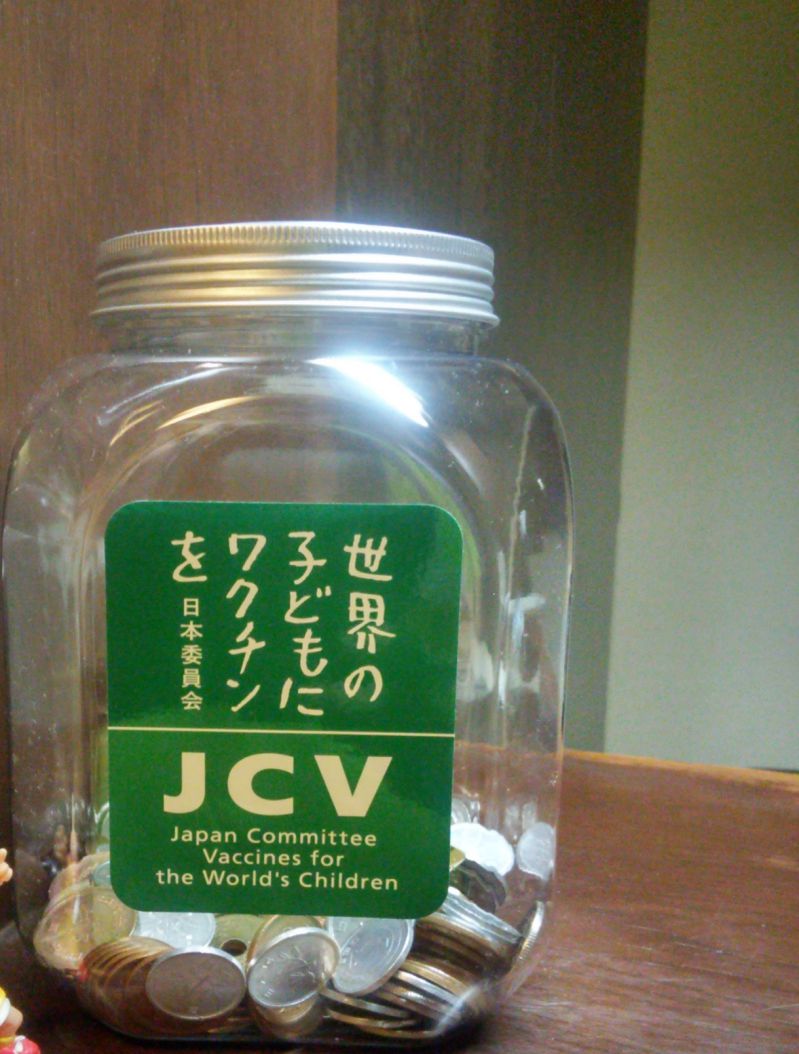 世界の
子どもに
ワクチン
を 日本委員会
JCV
Japan Committee
Vaccines for
the World's Children